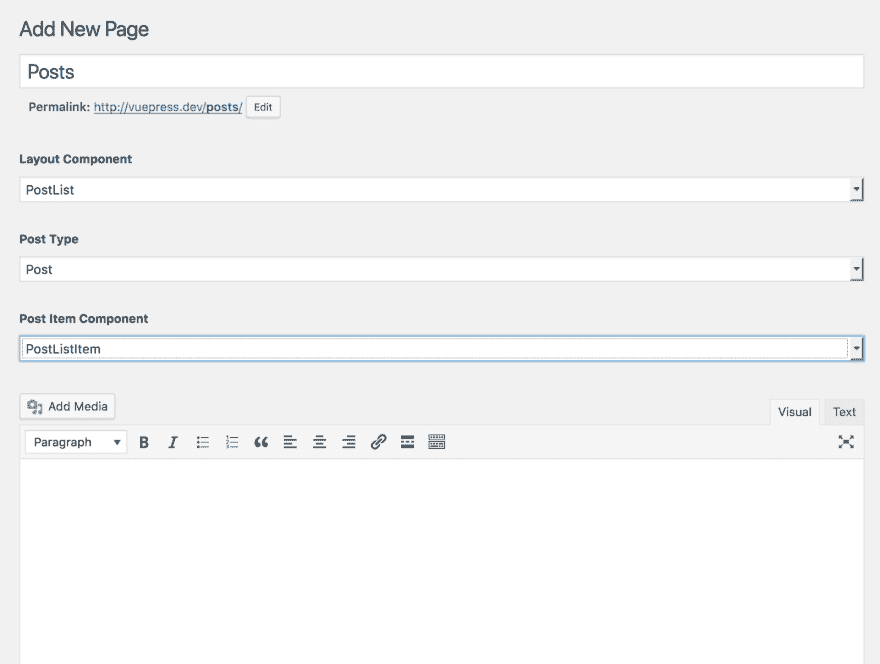 Add New Page
Posts
Permalink: http://vuepress.dev/posts/ Edit
Layout Component
PostList
Post Type
Post
Post Item Component
PostListItem
Add Media
Visual Text
Paragraph B I